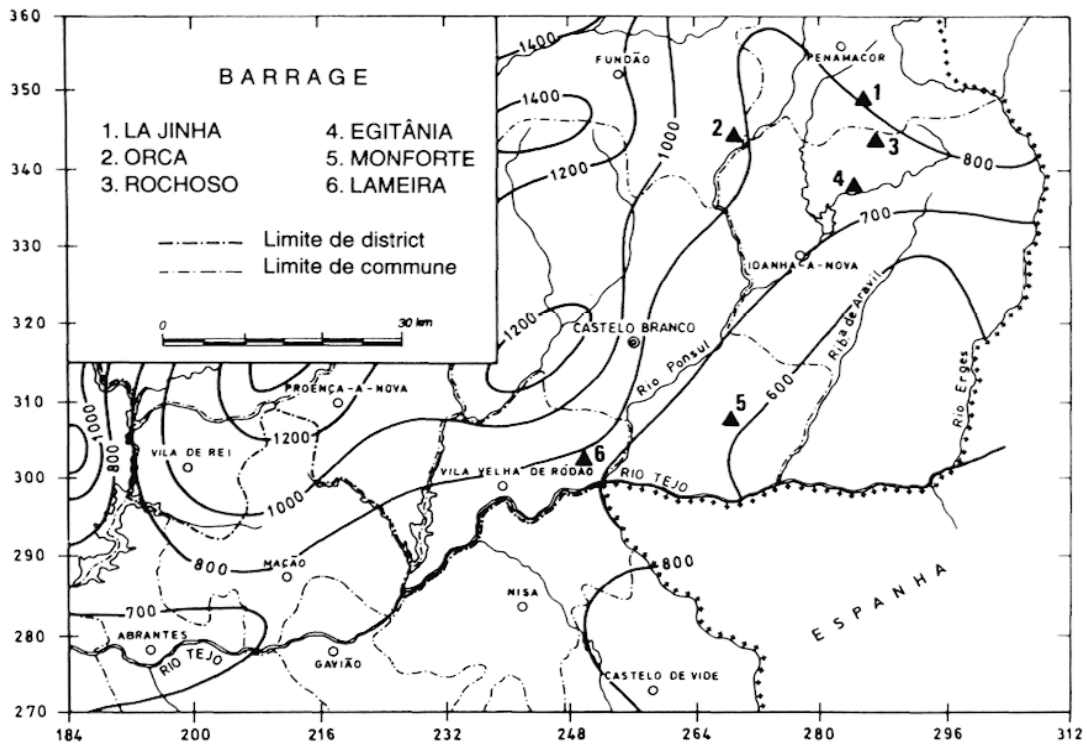 BARRAGE
1. LA JINHA
2. ORCA
3. ROCHOSO
4. EGITÂNIA
5. MONFORTE
6. LAMEIRA
Limite de district
Limite de commune
0 30 km
360
350
340
330
320
310
300
290
280
270
184 200 216 232 248 264 280 296 312
1400
FUNDÃO
PENAMACOR
1400
1000
2
1
3
800
1200
4
700
IDANHA-A-NOVA
1200
CASTELO BRANCO
Rio Ponsul
Riba de Aravil
Rio Erges
600
PROENÇA-A-NOVA
1000
1200
5
800
VILA DE REI
6
VILA VELHA DE RODÃO
RIO TEJO
1000
800
MAÇÃO
NISA
800
ESPANHA
700
ABRANTES
RIO TEJO
GAVIÃO
CASTELO DE VIDE